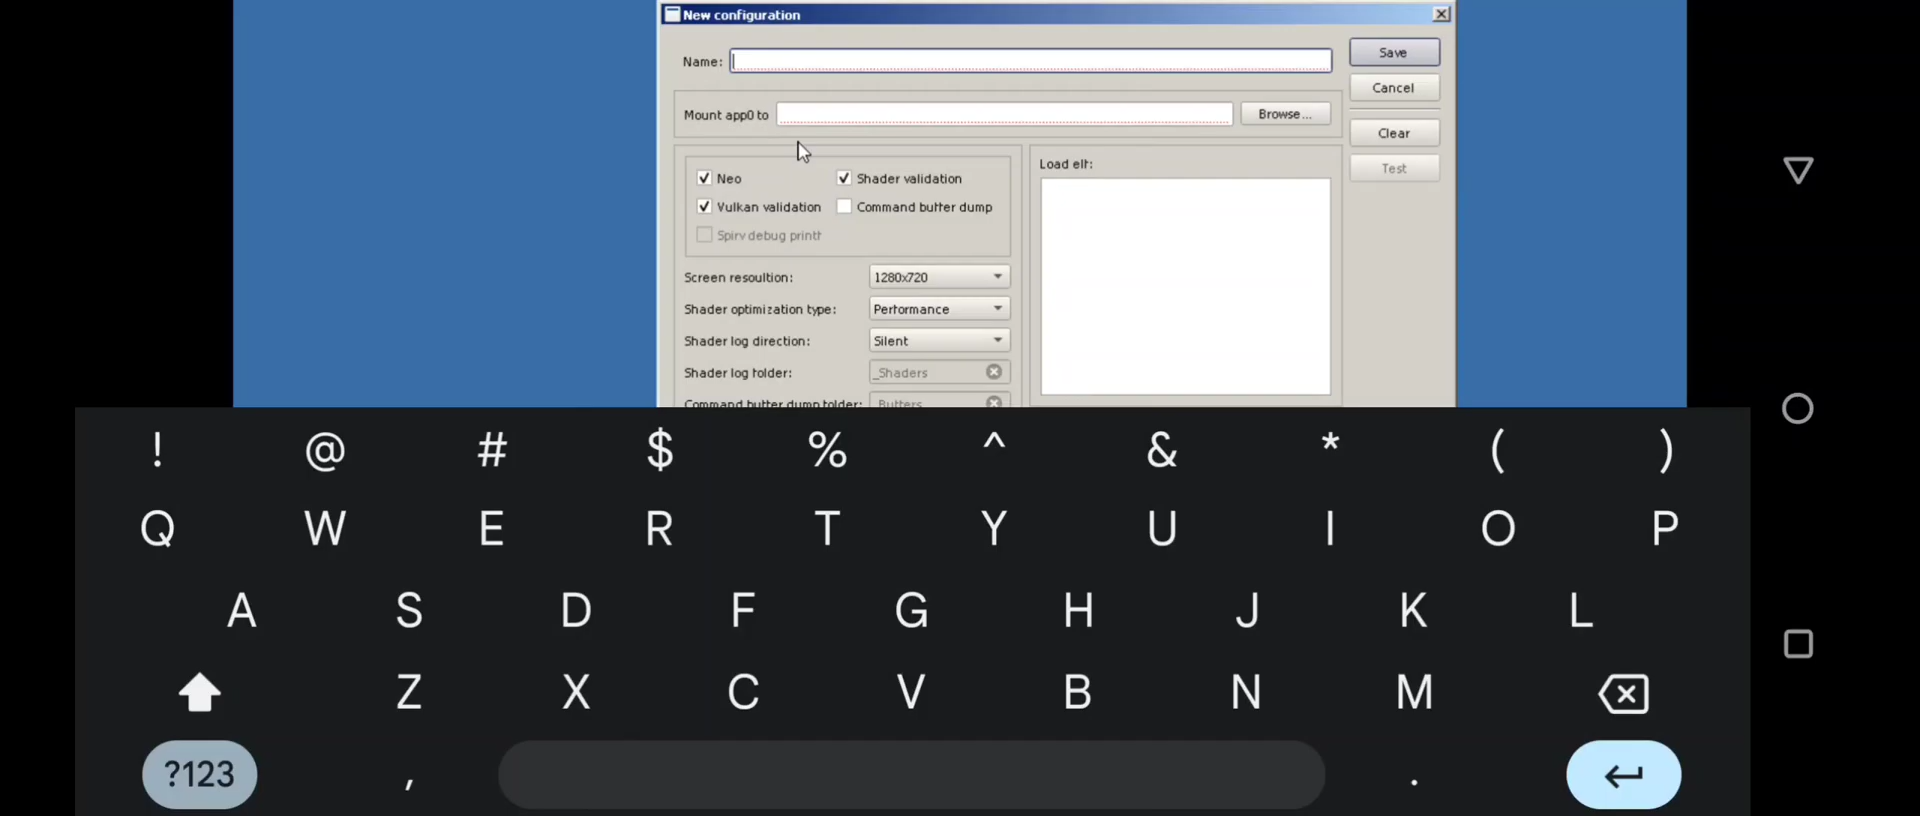 New configuration
Name:
Save
Mount app0 to
Browse...
Cancel
Clear
Test
Neo
Shader validation
Vulkan validation
Command buffer dump
Spirv debug printf
Load elf:
Screen resoultion:
1280x720
Shader optimization type:
Performance
Shader log direction:
Silent
Shader log folder:
_Shaders
Command buffer dump folder:
_Buffers
! @ # $ % ^ & * ( )
Q W E R T Y U I O P
A S D F G H J K L
Z X C V B N M
?123 , .